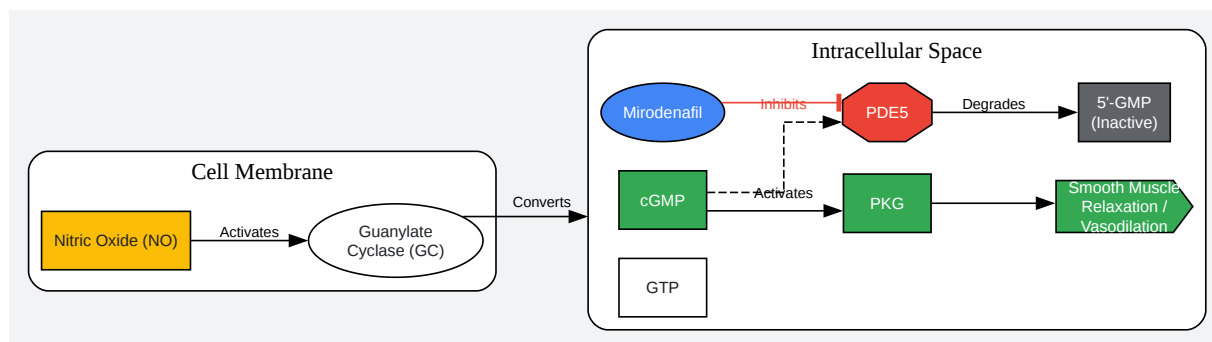 Intracellular Space
Mirodenafil
Inhibits
PDE5
Degrades
5'-GMP
(Inactive)
Cell Membrane
Nitric Oxide (NO)
Activates
Guanylate
Cyclase (GC)
Converts
cGMP
Activates
PKG
Smooth Muscle
Relaxation /
Vasodilation
GTP